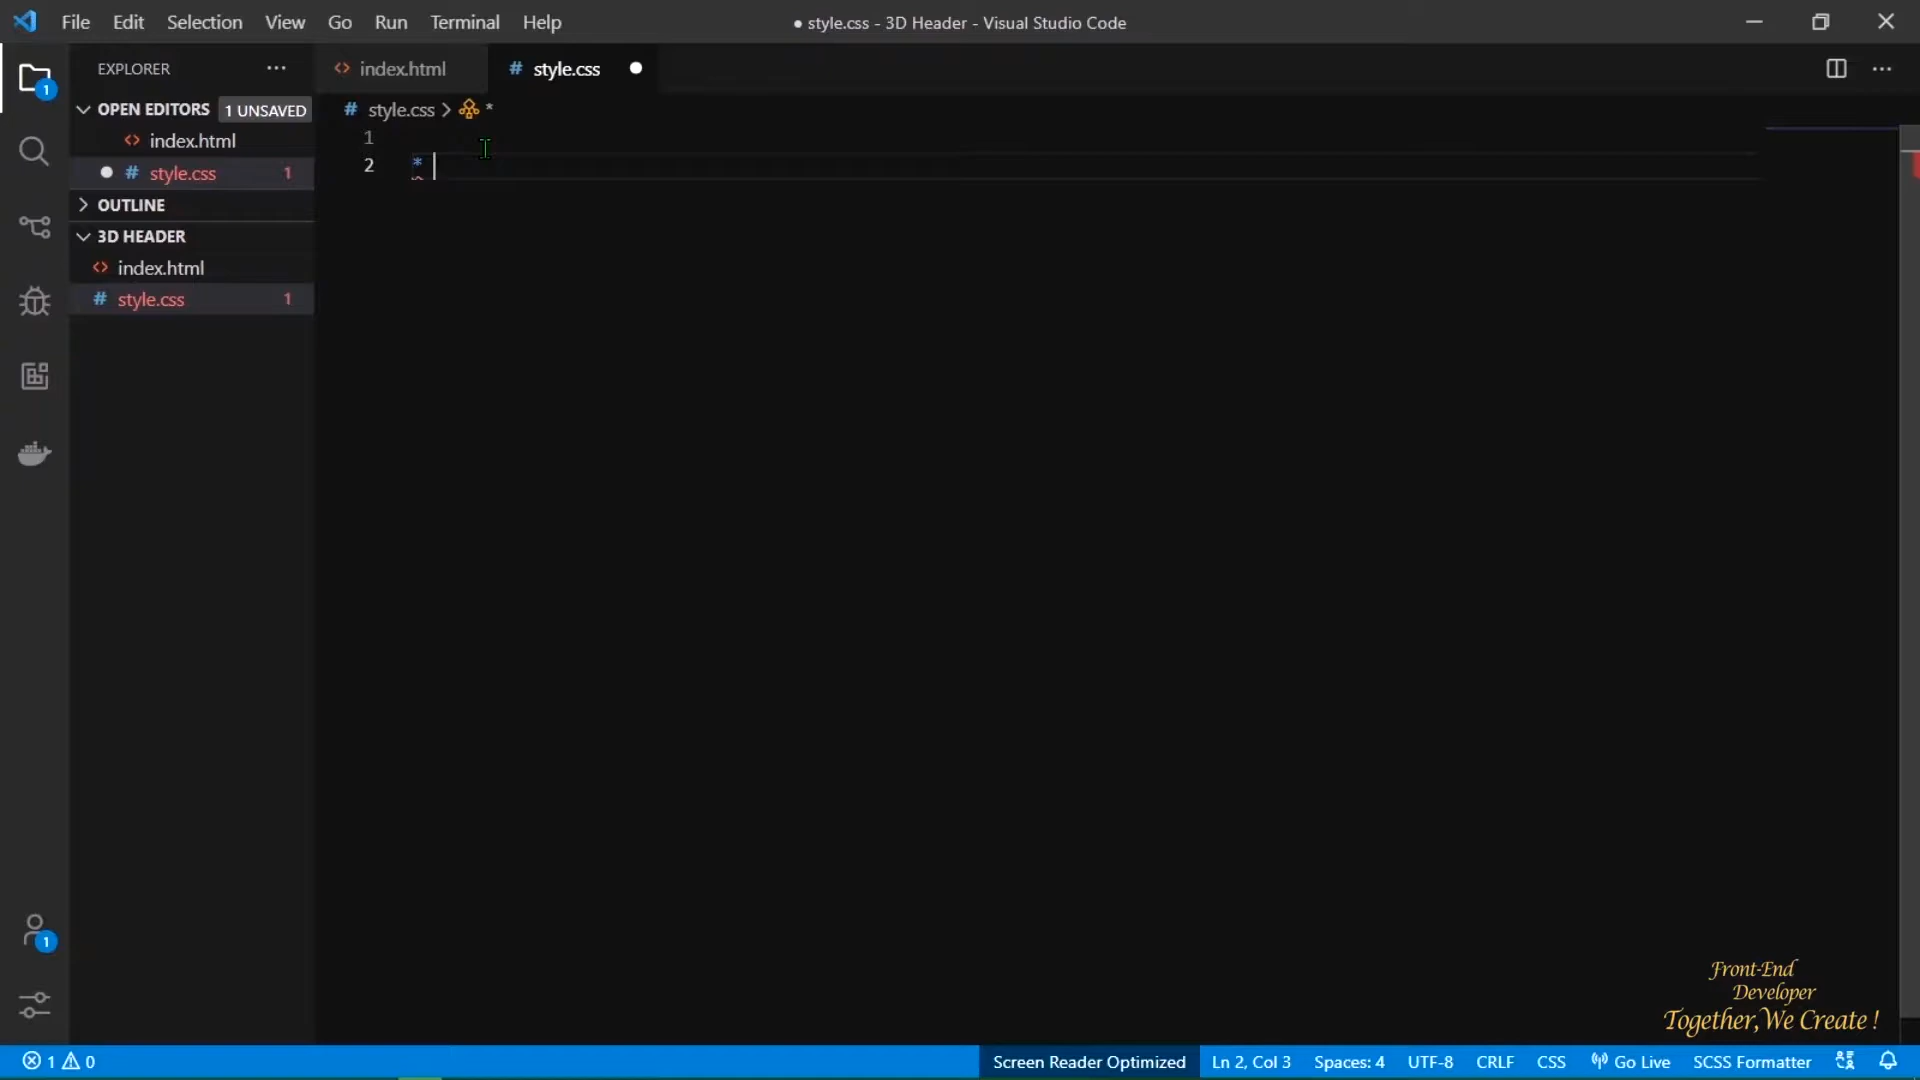 File Edit Selection View Go Run Terminal Help
● style.css - 3D Header - Visual Studio Code
EXPLORER
index.html
style.css
OPEN EDITORS 1 UNSAVED
index.html
style.css 1
OUTLINE
3D HEADER
index.html
style.css 1
style.css > *
1
2 *
1
1
Front-End
Developer
Together,We Create !
1 0
Screen Reader Optimized Ln 2, Col 3 Spaces: 4 UTF-8 CRLF CSS Go Live SCSS Formatter